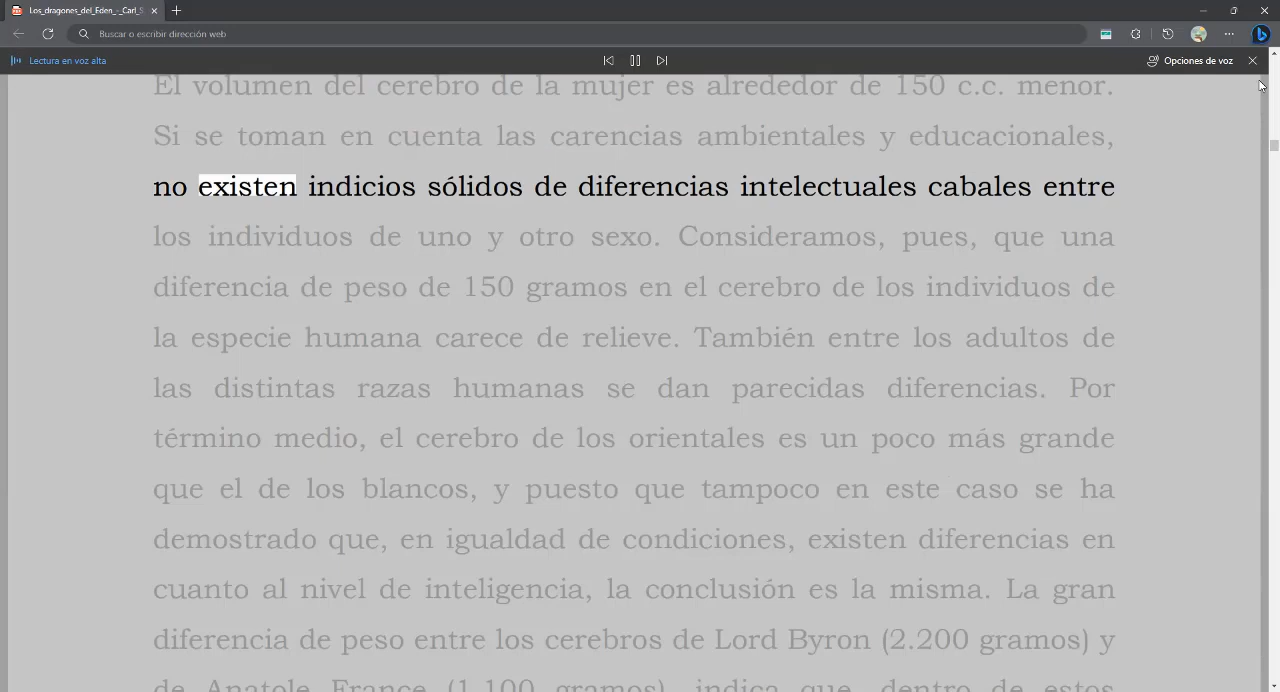 Los_dragones_del_Eden_-_Carl_S
Buscar o escribir dirección web
Lectura en voz alta
Opciones de voz
El volumen del cerebro de la mujer es alrededor de 150 c.c. menor.
Si se toman en cuenta las carencias ambientales y educacionales,
no existen indicios sólidos de diferencias intelectuales cabales entre
los individuos de uno y otro sexo. Consideramos, pues, que una
diferencia de peso de 150 gramos en el cerebro de los individuos de
la especie humana carece de relieve. También entre los adultos de
las distintas razas humanas se dan parecidas diferencias. Por
término medio, el cerebro de los orientales es un poco más grande
que el de los blancos, y puesto que tampoco en este caso se ha
demostrado que, en igualdad de condiciones, existen diferencias en
cuanto al nivel de inteligencia, la conclusión es la misma. La gran
diferencia de peso entre los cerebros de Lord Byron (2.200 gramos) y
de Anatole France (1.100 gramos), indica que, dentro de estos